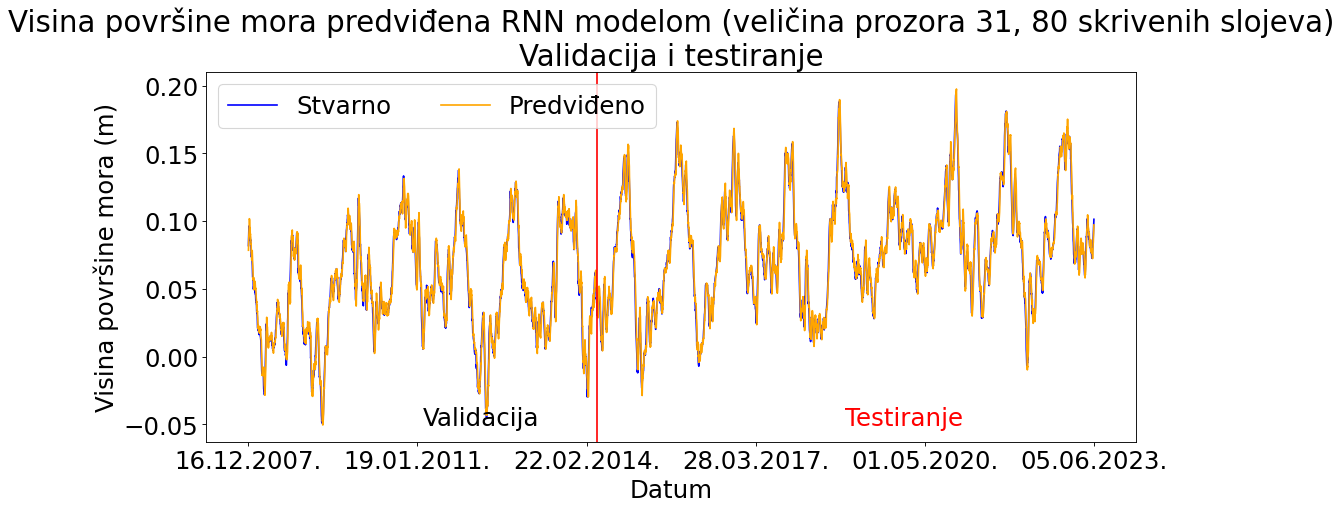 Visina površine mora predviđena RNN modelom (veličina prozora 31, 80 skrivenih slojeva)
Validacija i testiranje
Stvarno
Predviđeno
Visina površine mora (m)
0.20
0.15
0.10
0.05
0.00
−0.05
Validacija
Testiranje
16.12.2007.
19.01.2011.
22.02.2014.
28.03.2017.
01.05.2020.
05.06.2023.
Datum